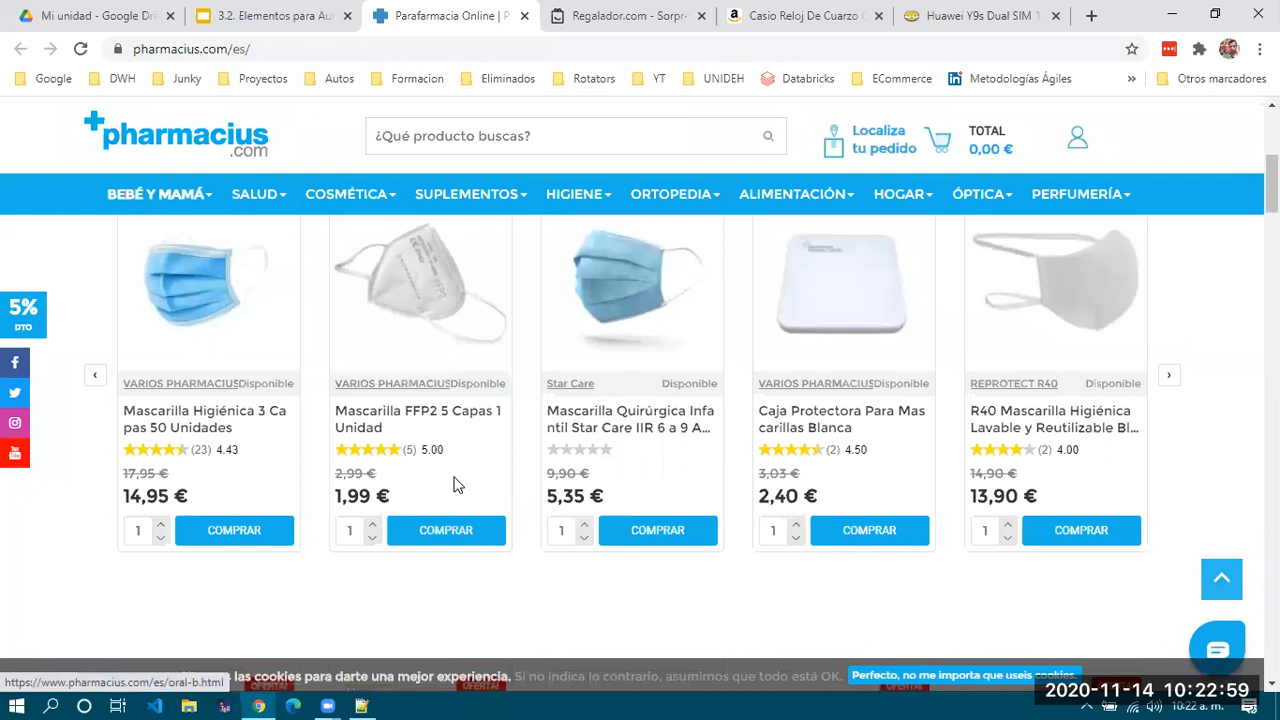 Mi unidad - Google Dri
3.2. Elementos para Au
Parafarmacia Online | P
Regalador.com - Sorpr
Casio Reloj De Cuarzo
Huawei Y9s Dual SIM 1
pharmacius.com/es/
Google
DWH
Junky
Proyectos
Autos
Formacion
Eliminados
Rotators
YT
UNIDEH
Databricks
ECommerce
Metodologías Ágiles
»
Otros marcadores
pharmacius
.com
¿Qué producto buscas?
Localiza
tu pedido
TOTAL
0,00 €
BEBÉ Y MAMÁ
SALUD
COSMÉTICA
SUPLEMENTOS
HIGIENE
ORTOPEDIA
ALIMENTACIÓN
HOGAR
ÓPTICA
PERFUMERÍA
5%
DTO
VARIOS PHARMACIUS Disponible
Mascarilla Higiénica 3 Ca
pas 50 Unidades
(23) 4.43
17,95 €
14,95 €
1
COMPRAR
VARIOS PHARMACIUS Disponible
Mascarilla FFP2 5 Capas 1
Unidad
(5) 5.00
2,99 €
1,99 €
1
COMPRAR
Star Care Disponible
Mascarilla Quirúrgica Infa
ntil Star Care IIR 6 a 9 A...
9,90 €
5,35 €
1
COMPRAR
VARIOS PHARMACIUS Disponible
Caja Protectora Para Mas
carillas Blanca
(2) 4.50
3,03 €
2,40 €
1
COMPRAR
REPROTECT R40 Disponible
R40 Mascarilla Higiénica
Lavable y Reutilizable Bl...
(2) 4.00
14,90 €
13,90 €
1
COMPRAR
las cookies para darte una mejor experiencia. Si no indica lo contrario, asumimos que todo está OK.
Perfecto, no me importa que useis cookies.
https://www.pharmacius.com/es/oral-b.html
2020-11-14 10:22:59
10:22 a. m.